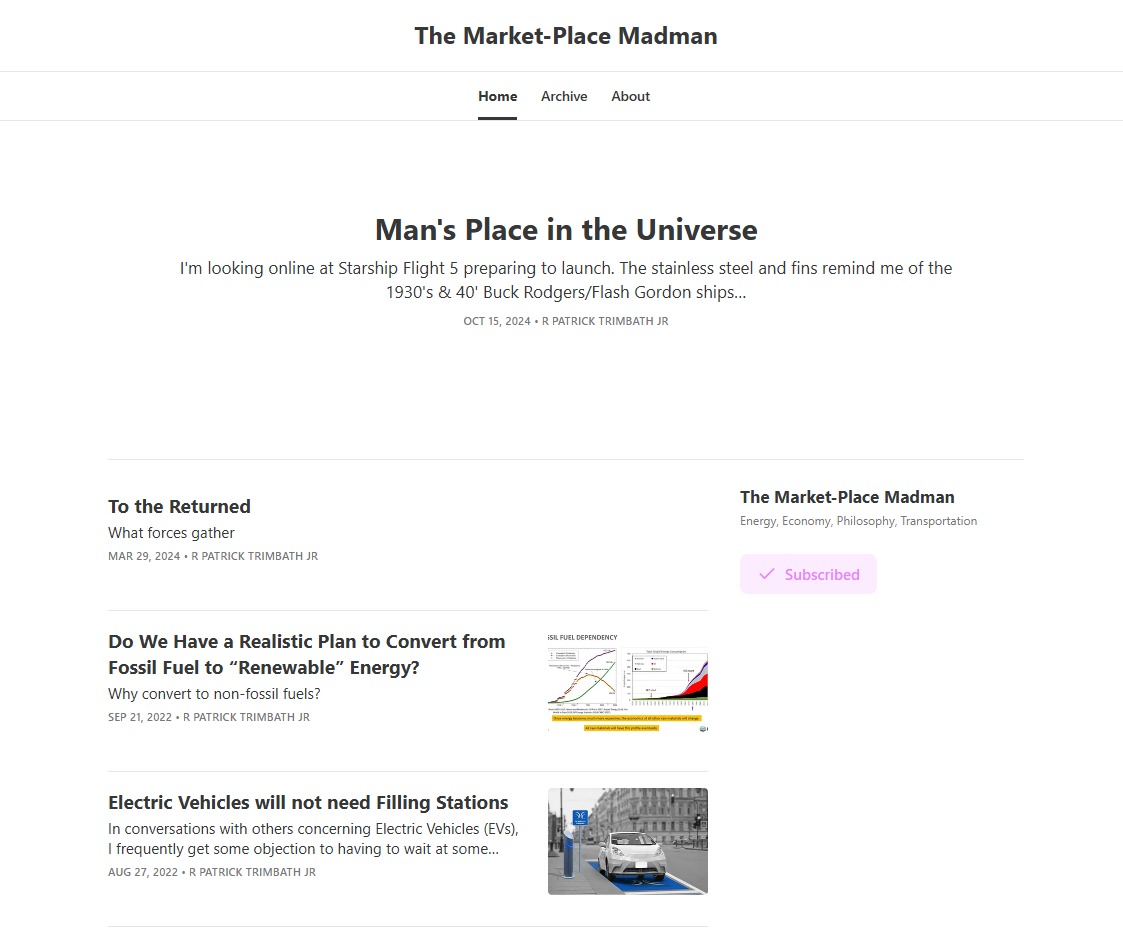 The Market-Place Madman
Home
Archive
About
Man's Place in the Universe
I'm looking online at Starship Flight 5 preparing to launch. The stainless steel and fins remind me of the
1930's & 40' Buck Rodgers/Flash Gordon ships...
OCT 15, 2024 • R PATRICK TRIMBATH JR
To the Returned
What forces gather
MAR 29, 2024 • R PATRICK TRIMBATH JR
Do We Have a Realistic Plan to Convert from
Fossil Fuel to “Renewable” Energy?
Why convert to non-fossil fuels?
SEP 21, 2022 • R PATRICK TRIMBATH JR
SSIL FUEL DEPENDENCY
Electric Vehicles will not need Filling Stations
In conversations with others concerning Electric Vehicles (EVs),
I frequently get some objection to having to wait at some...
AUG 27, 2022 • R PATRICK TRIMBATH JR
The Market-Place Madman
Energy, Economy, Philosophy, Transportation
Subscribed